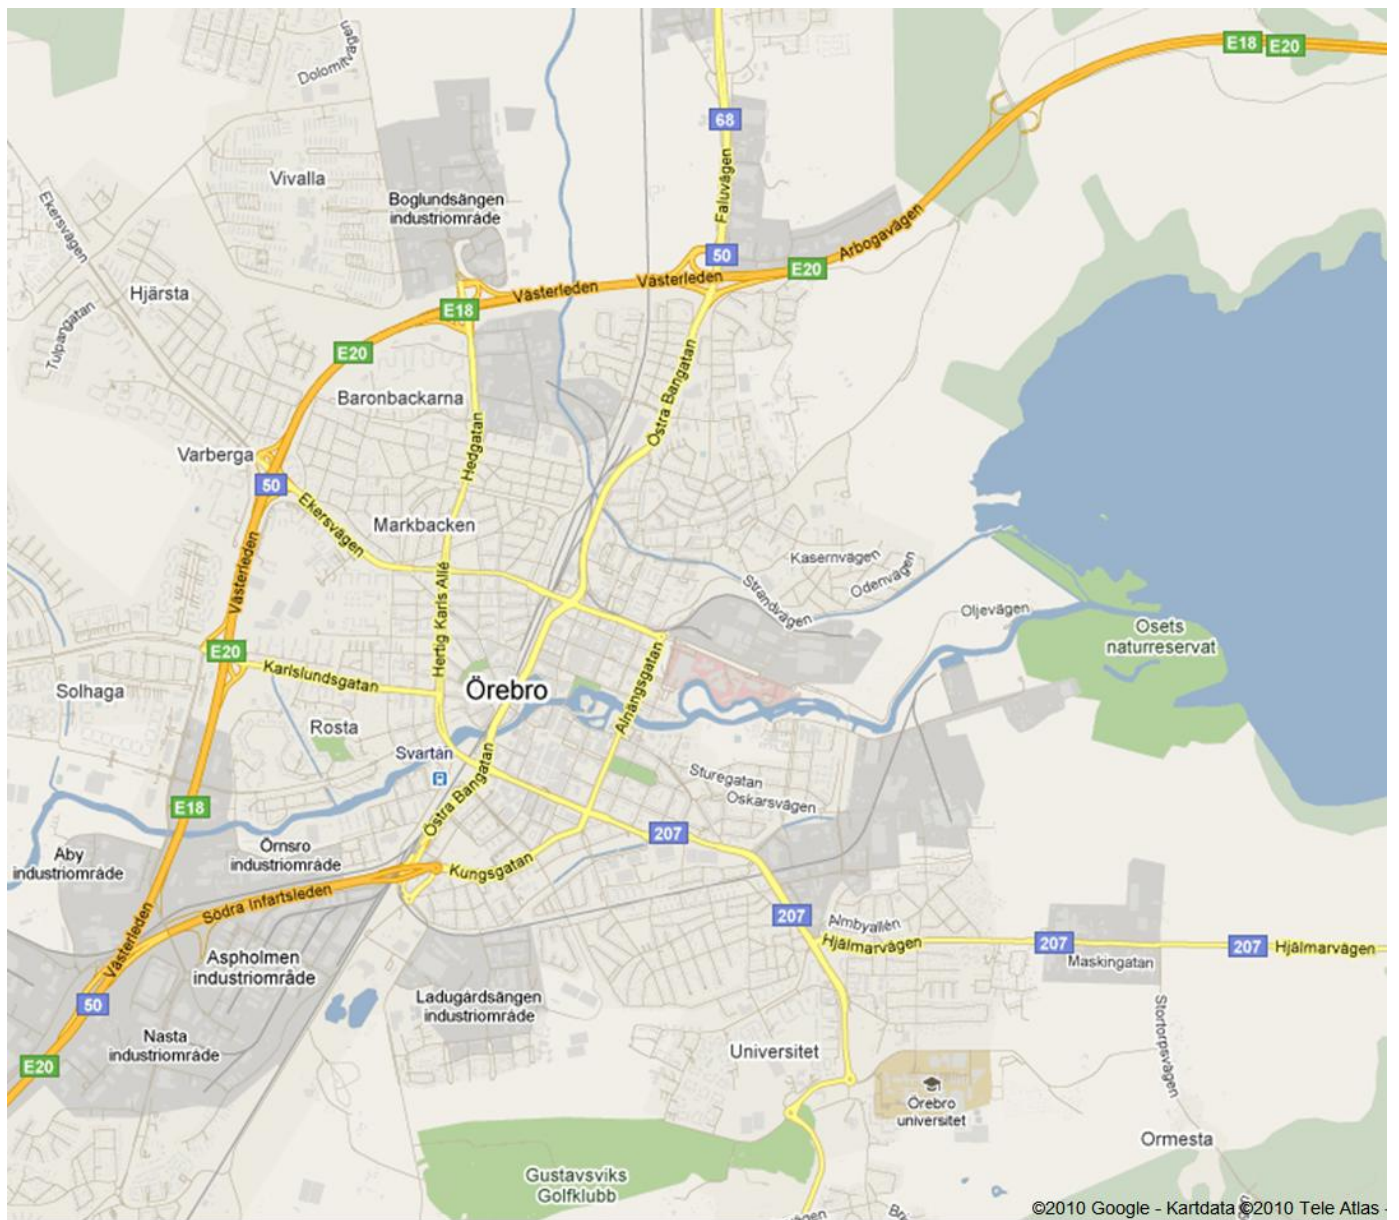 E18
E20
Dolomitvägen
68
Vivalla
Faluvägen
Boglundsängen
industriområde
Ekersvägen
Arbogavägen
50
E20
Västerleden
Västerleden
Hjärsta
E18
Tulpangatan
E20
Baronbackarna
Östra Bangatan
Hedgatan
Varberga
50
Ekersvägen
Markbacken
Kasernvägen
Odenvägen
Västerleden
Hertig Karls Allé
Strandvägen
Oljevägen
Osets
naturreservat
E20
Karlslundsgatan
Alnängsgatan
Solhaga
Örebro
Rosta
Svartån
Östra Bangatan
Sturegatan
Oskarsvägen
E18
207
Örnsro
industriområde
Åby
industriområde
Kungsgatan
Södra Infartsleden
207
Almbyallén
Hjälmarvägen
207
207
Hjälmarvägen
Västerleden
Aspholmen
industriområde
Maskingatan
50
Ladugårdsängen
industriområde
Stortorpsvägen
Nasta
industriområde
Universitet
E20
Örebro
universitet
Ormesta
Gustavsviks
Golfklubb
©2010 Google - Kartdata ©2010 Tele Atlas -